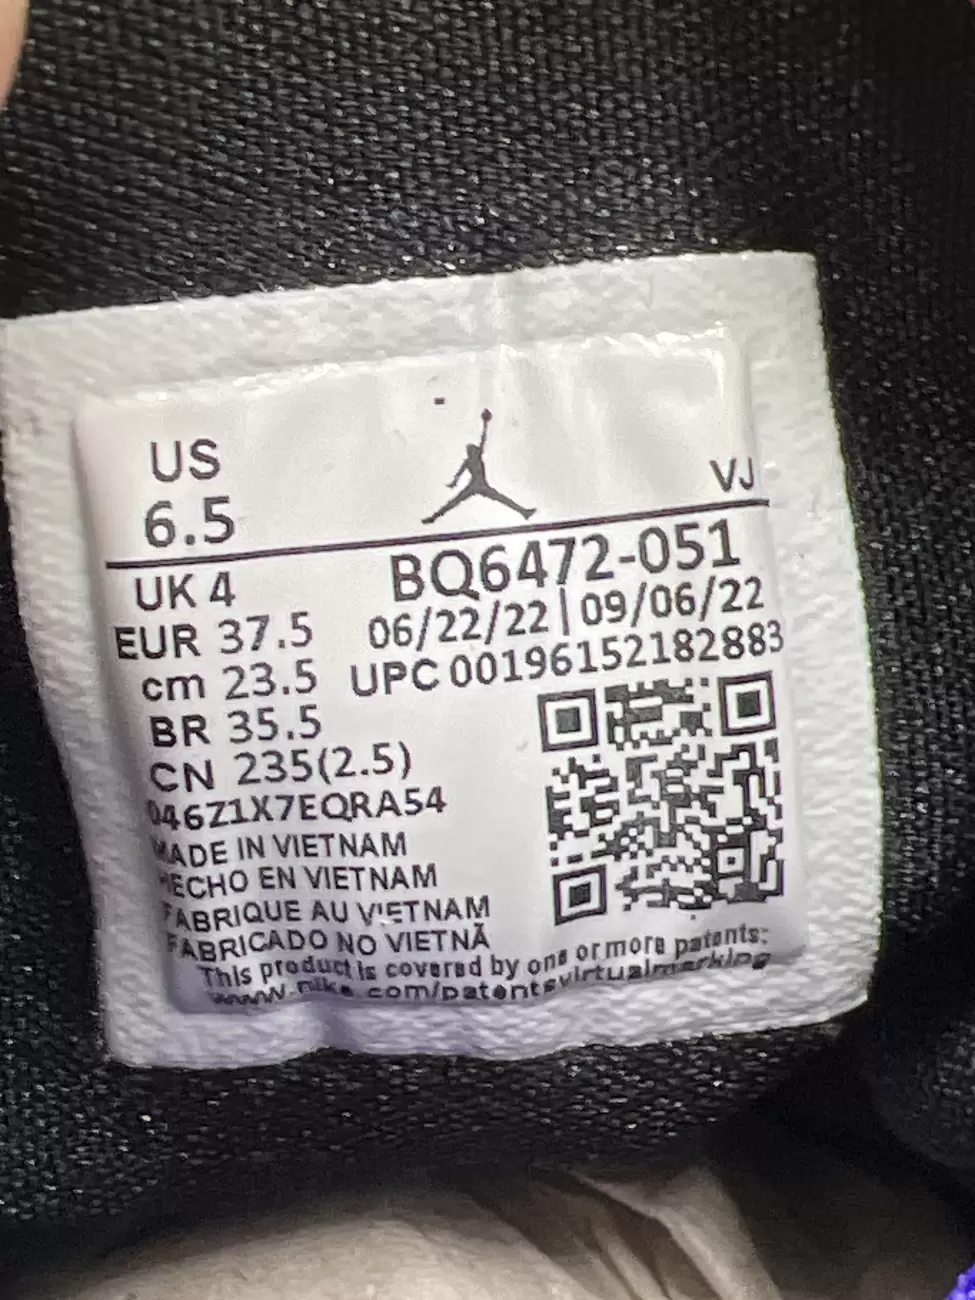 US
6.5
VJ
UK 4
EUR 37.5
cm 23.5
BR 35.5
CN 235(2.5)
046Z1X7EQRA54
BQ6472-051
06/22/22 | 09/06/22
UPC 00196152182883
MADE IN VIETNAM
HECHO EN VIETNAM
FABRIQUE AU VIETNAM
FABRICADO NO VIETNÃ
This product is covered by one or more patents:
www.nike.com/patentsvirtualmarking